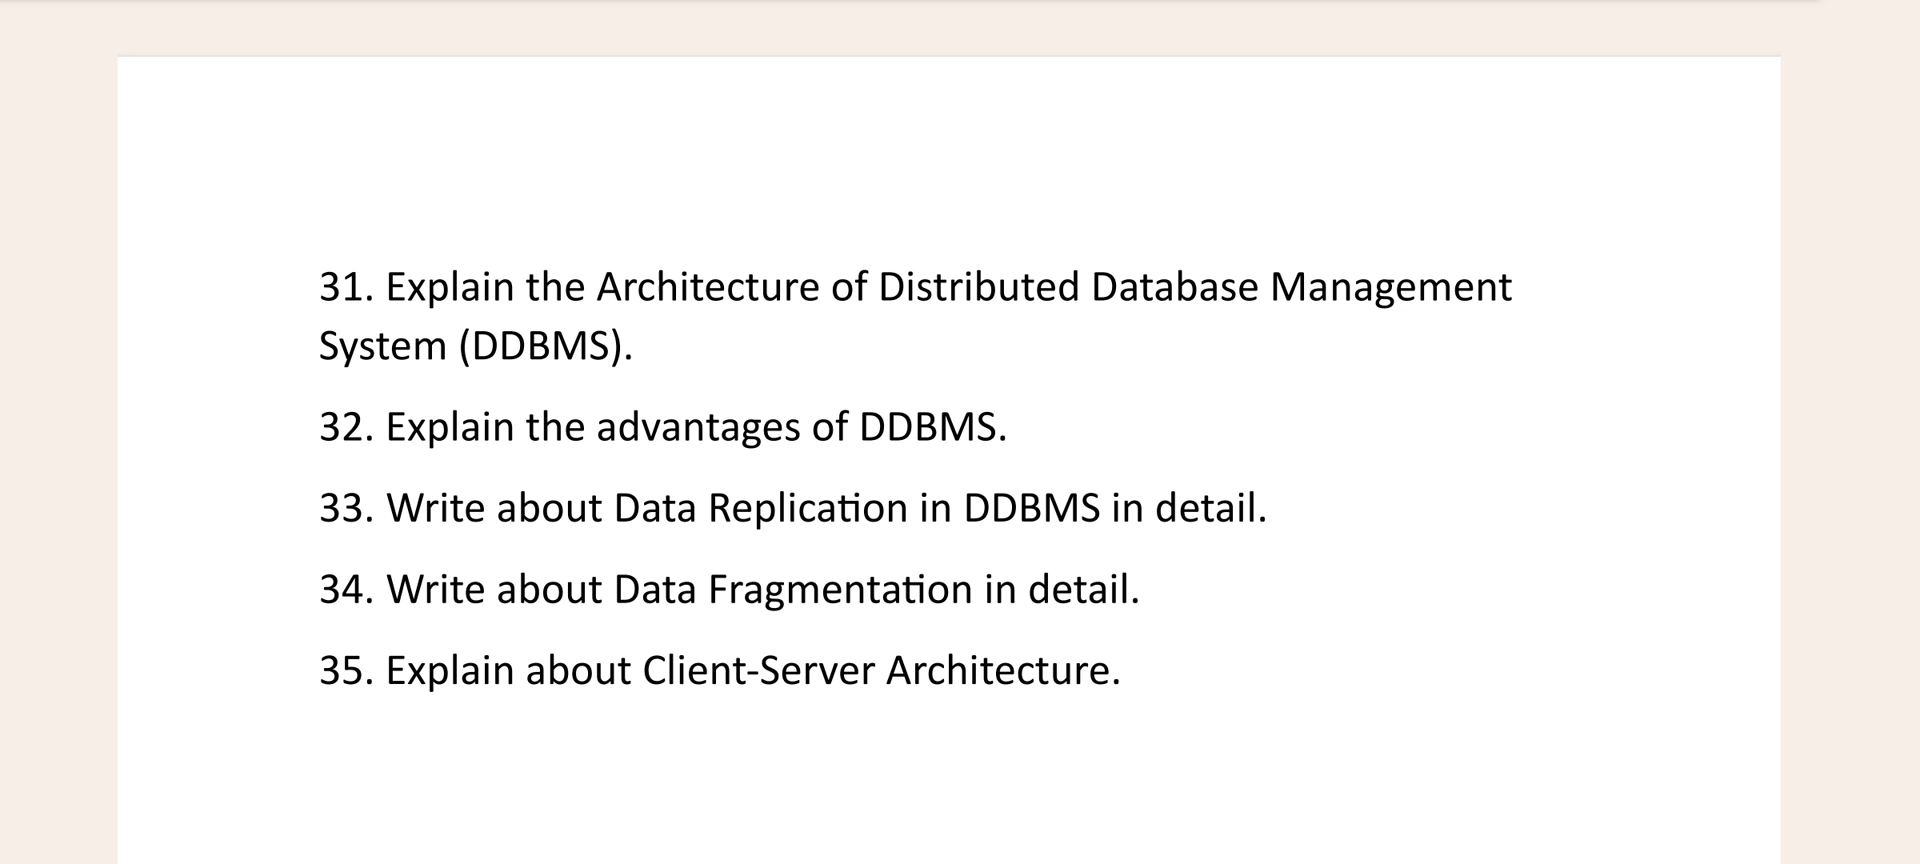 31. Explain the Architecture of Distributed Database Management
System (DDBMS).
32. Explain the advantages of DDBMS.
33. Write about Data Replication in DDBMS in detail.
34. Write about Data Fragmentation in detail.
35. Explain about Client-Server Architecture.